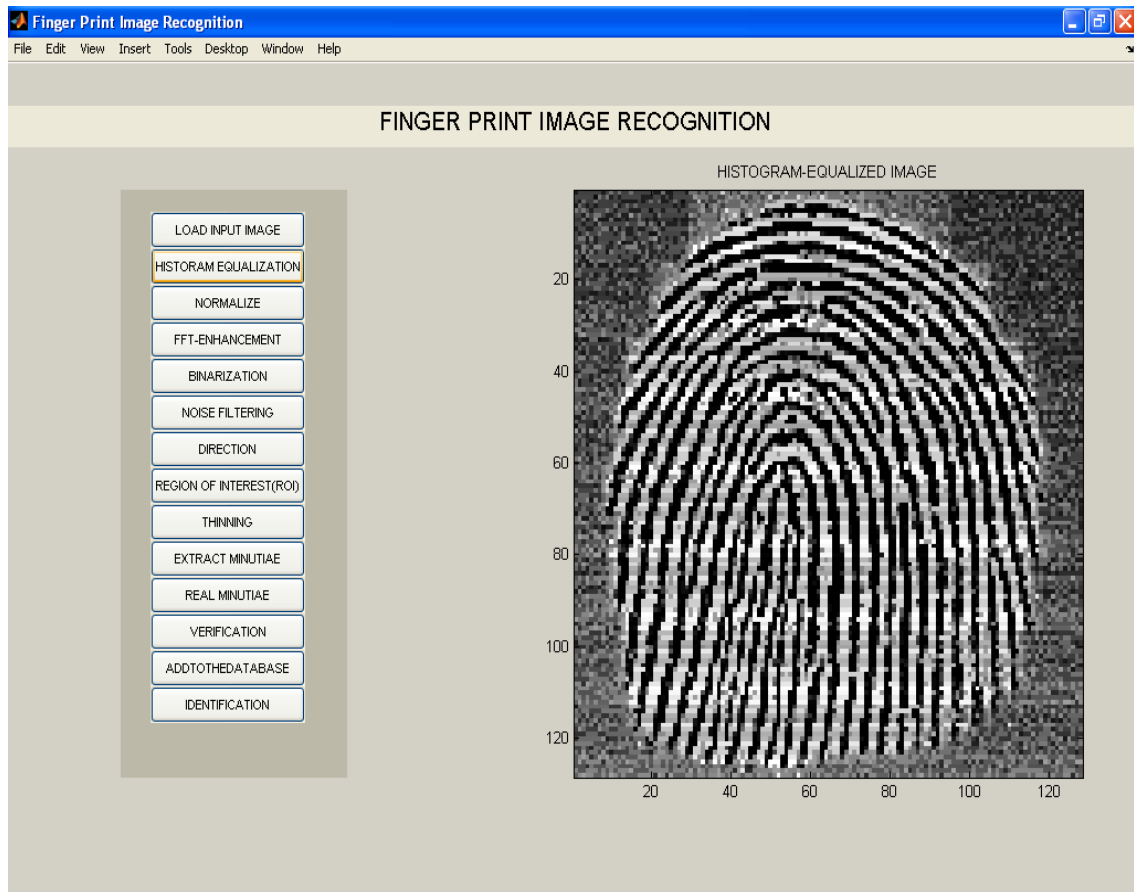 Finger Print Image Recognition
File Edit View Insert Tools Desktop Window Help
FINGER PRINT IMAGE RECOGNITION
LOAD INPUT IMAGE
HISTORAM EQUALIZATION
NORMALIZE
FFT-ENHANCEMENT
BINARIZATION
NOISE FILTERING
DIRECTION
REGION OF INTEREST(ROI)
THINNING
EXTRACT MINUTIAE
REAL MINUTIAE
VERIFICATION
ADDTOTHEDATABASE
IDENTIFICATION
HISTOGRAM-EQUALIZED IMAGE
20
40
60
80
100
120
20 40 60 80 100 120